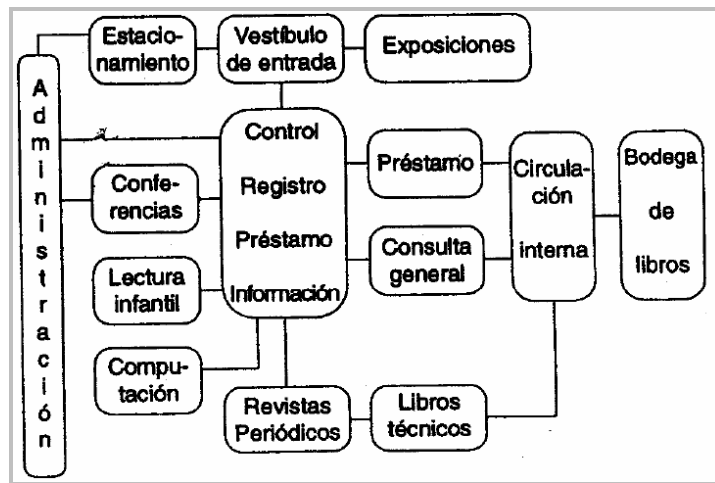 Estacio-
namiento
Vestíbulo
de entrada
Exposiciones
Administración
Control
Registro
Préstamo
Información
Confe-
rencias
Lectura
infantil
Compu-
tación
Préstamo
Consulta
general
Circula-
ción
interna
Bodega
de
libros
Revistas
Periódicos
Libros
técnicos